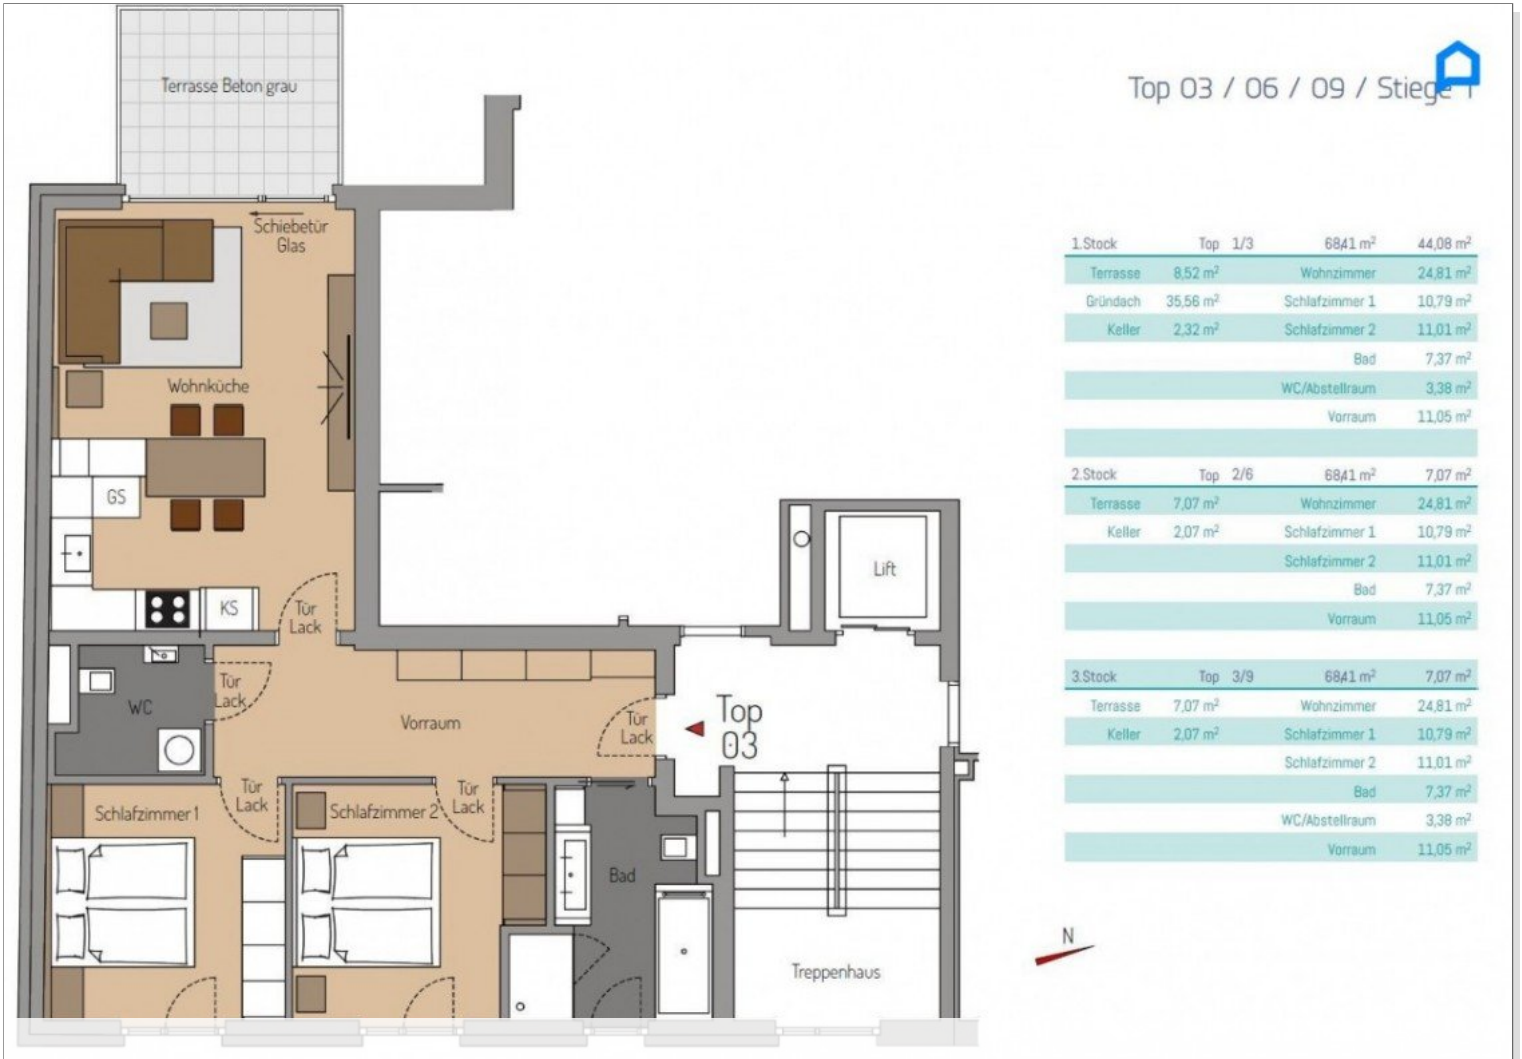 Terrasse Beton grau
Top 03 / 06 / 09 / Stiege 1
Schiebetür
Glas
Wohnküche
GS
KS
Tür
Lack
Lift
WC
Tür
Lack
Vorraum
Tür
Lack
Top
03
Tür
Lack
Tür
Lack
Schlafzimmer 1
Schlafzimmer 2
Bad
Treppenhaus
1.Stock Top 1/3 68,41 m² 44,08 m²
Terrasse 8,52 m² Wohnzimmer 24,81 m²
Gründach 35,56 m² Schlafzimmer 1 10,79 m²
Keller 2,32 m² Schlafzimmer 2 11,01 m²
Bad 7,37 m²
WC/Abstellraum 3,38 m²
Vorraum 11,05 m²
2.Stock Top 2/6 68,41 m² 7,07 m²
Terrasse 7,07 m² Wohnzimmer 24,81 m²
Keller 2,07 m² Schlafzimmer 1 10,79 m²
Schlafzimmer 2 11,01 m²
Bad 7,37 m²
Vorraum 11,05 m²
3.Stock Top 3/9 68,41 m² 7,07 m²
Terrasse 7,07 m² Wohnzimmer 24,81 m²
Keller 2,07 m² Schlafzimmer 1 10,79 m²
Schlafzimmer 2 11,01 m²
Bad 7,37 m²
WC/Abstellraum 3,38 m²
Vorraum 11,05 m²
N